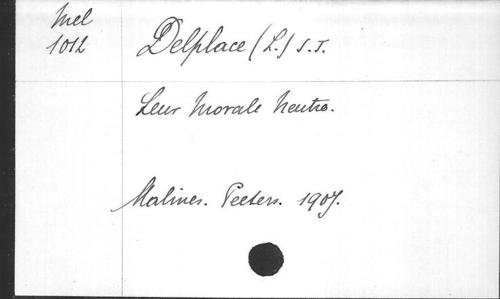 Mel
1012
Delplace (L.) S.J.
Leur Morale Neutre.
Malines. Peeters. 1907.